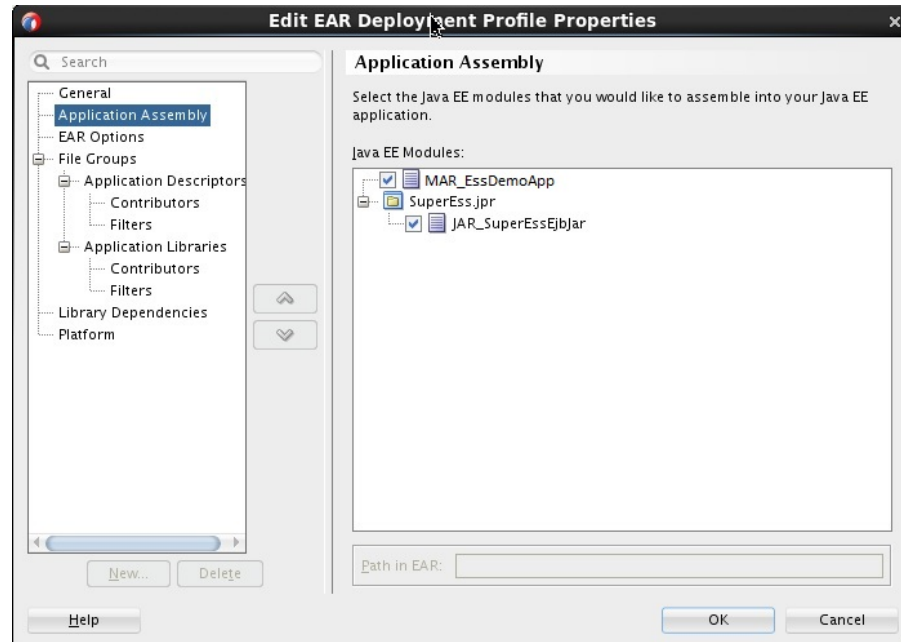 Edit EAR Deployment Profile Properties
Search
General
Application Assembly
EAR Options
File Groups
Application Descriptors
Contributors
Filters
Application Libraries
Contributors
Filters
Library Dependencies
Platform
New...
Delete
Application Assembly
Select the Java EE modules that you would like to assemble into your Java EE
application.
Java EE Modules:
MAR_EssDemoApp
SuperEss.jpr
JAR_SuperEssEjbJar
Path in EAR:
Help
OK
Cancel